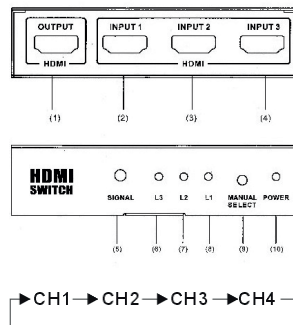 OUTPUT INPUT 1 INPUT 2 INPUT 3
HDMI HDMI
(1) (2) (3) (4)
HDMI
SWITCH
SIGNAL L3 L2 L1 MANUAL SELECT POWER
(5) (6) (7) (8) (9) (10)
CH1 CH2 CH3 CH4